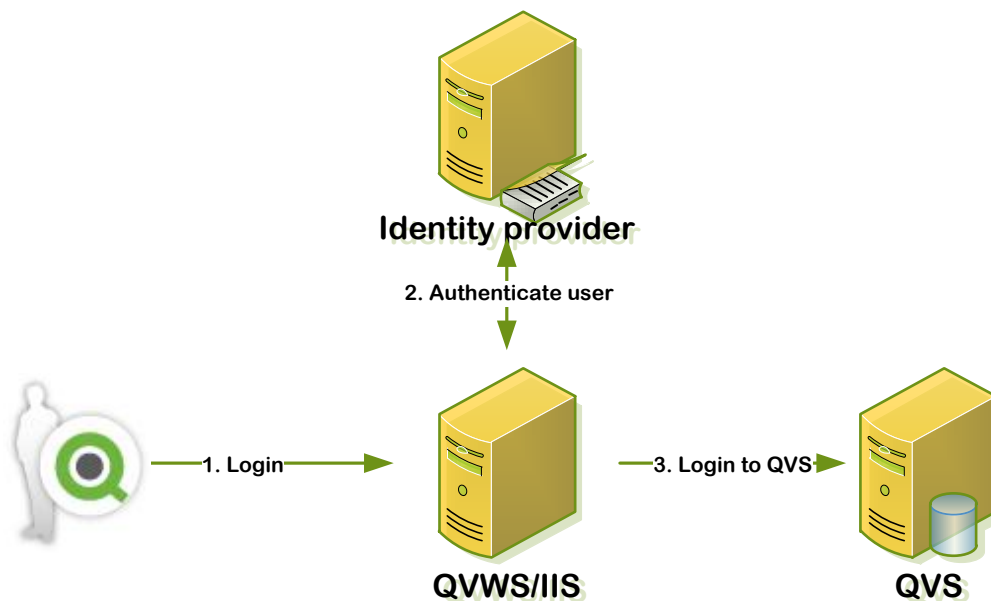 Identity provider
2. Authenticate user
1. Login
3. Login to QVS
QVWS/IIS
QVS